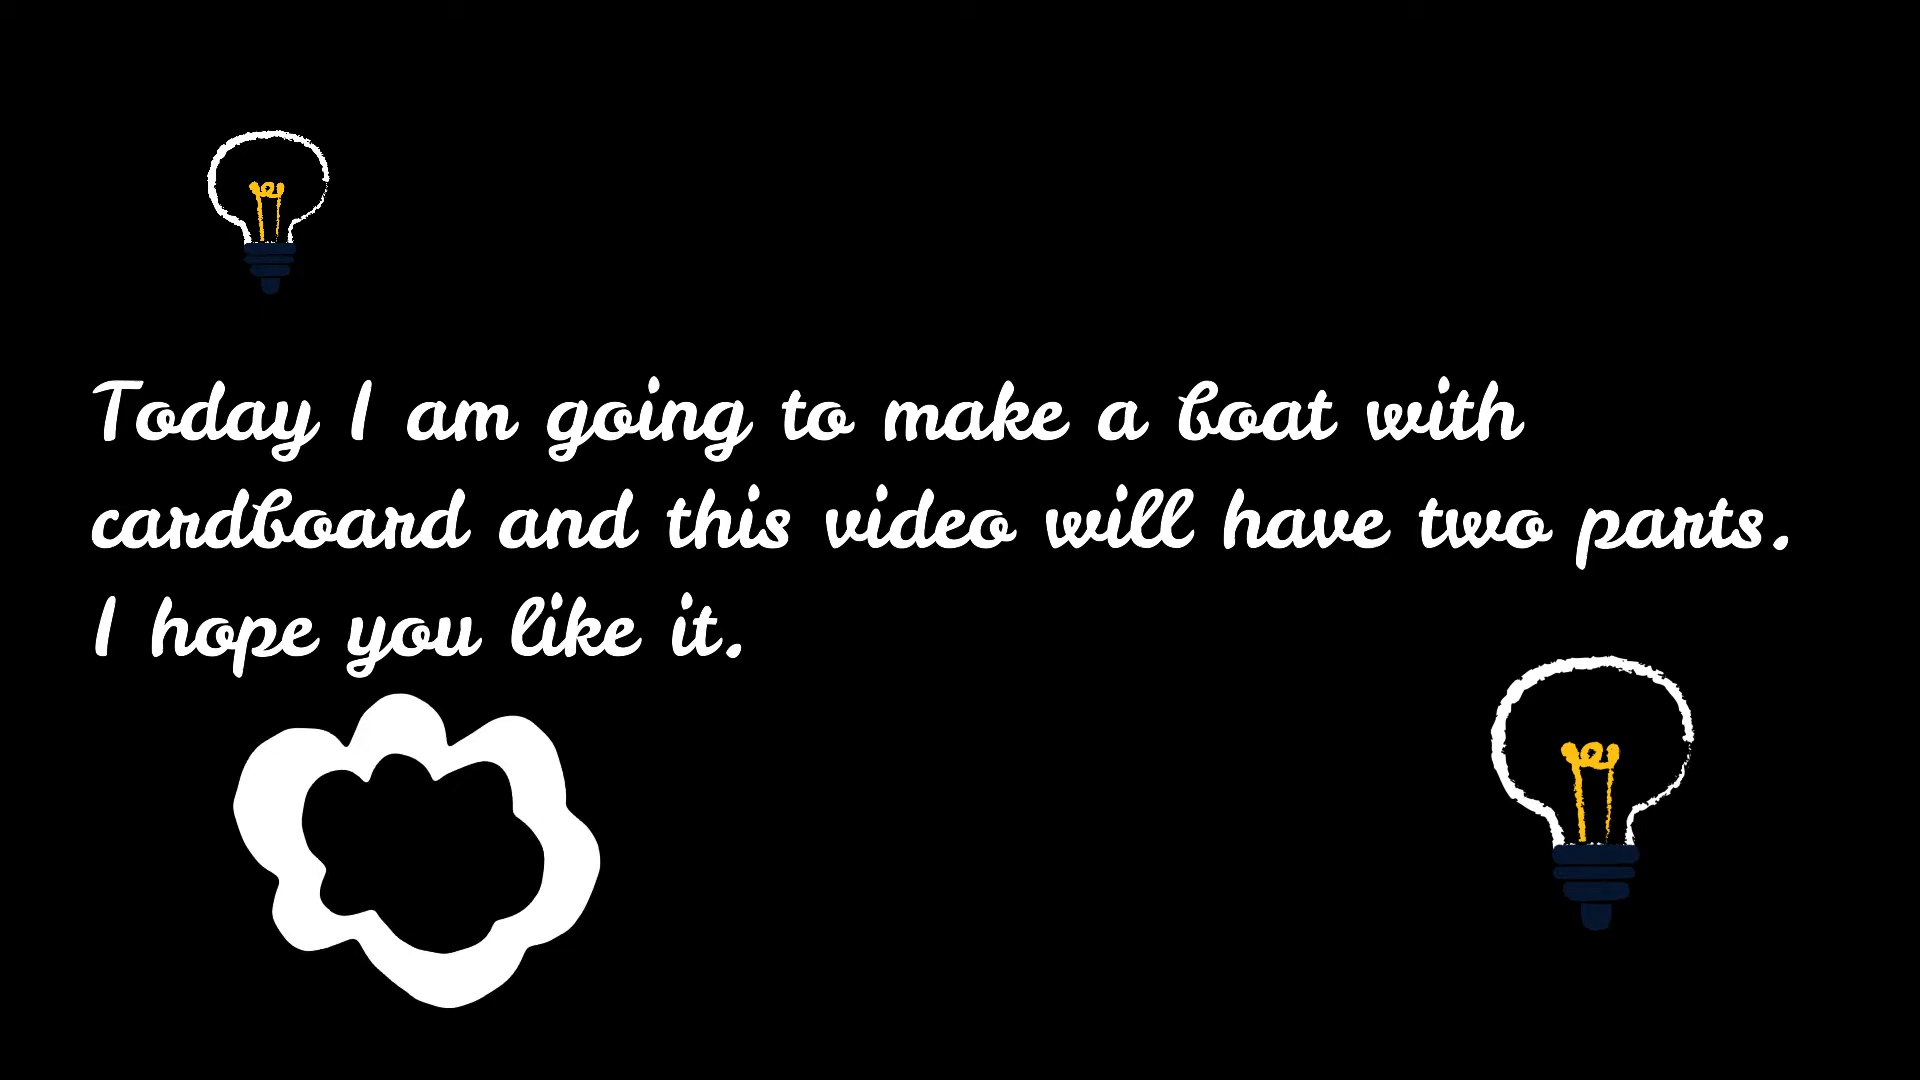 Today I am going to make a boat with
cardboard and this video will have two parts.
I hope you like it.